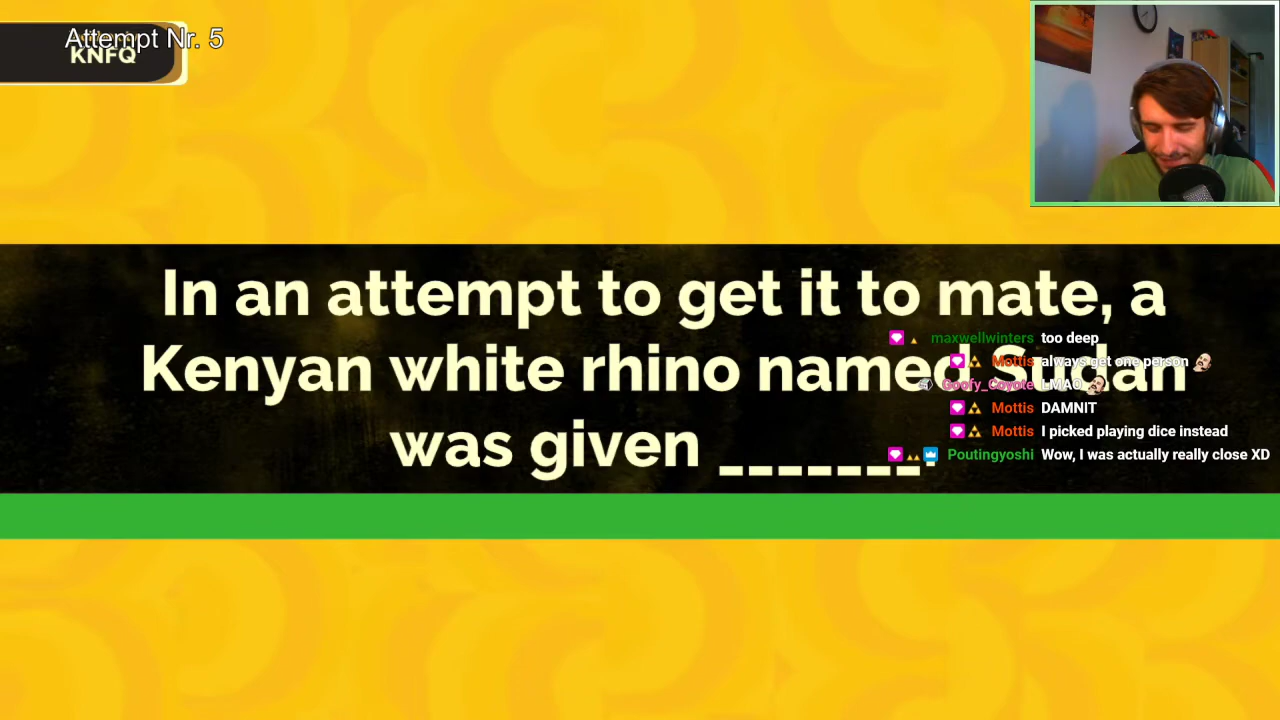 Attempt Nr. 5
KNFQ
In an attempt to get it to mate, a
Kenyan white rhino named Sudan
was given _______.
maxwellwinters too deep
Mottis always get one person
Goofy_Coyote LMAO
Mottis DAMNIT
Mottis I picked playing dice instead
Poutingyoshi Wow, I was actually really close XD